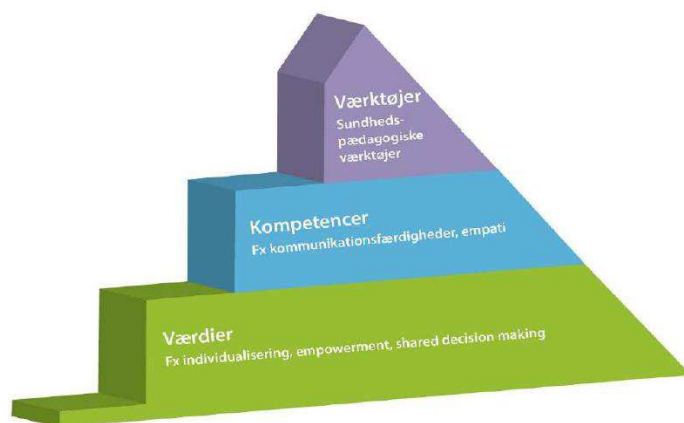 Værktøjer
Sundheds-
pædagogiske
værktøjer
Kompetencer
Fx kommunikationsfærdigheder, empati
Værdier
Fx individualisering, empowerment, shared decision making